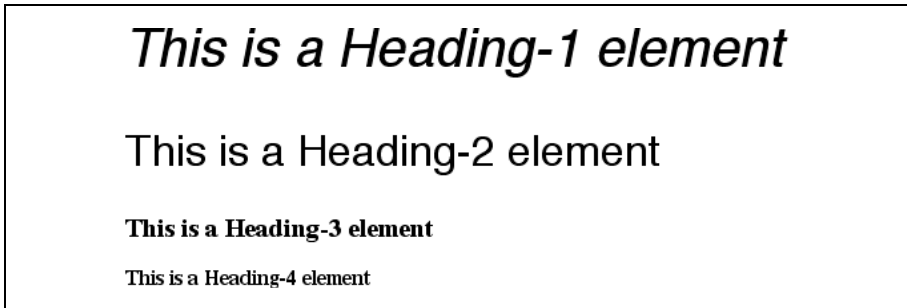 This is a Heading-1 element
This is a Heading-2 element
This is a Heading-3 element
This is a Heading-4 element